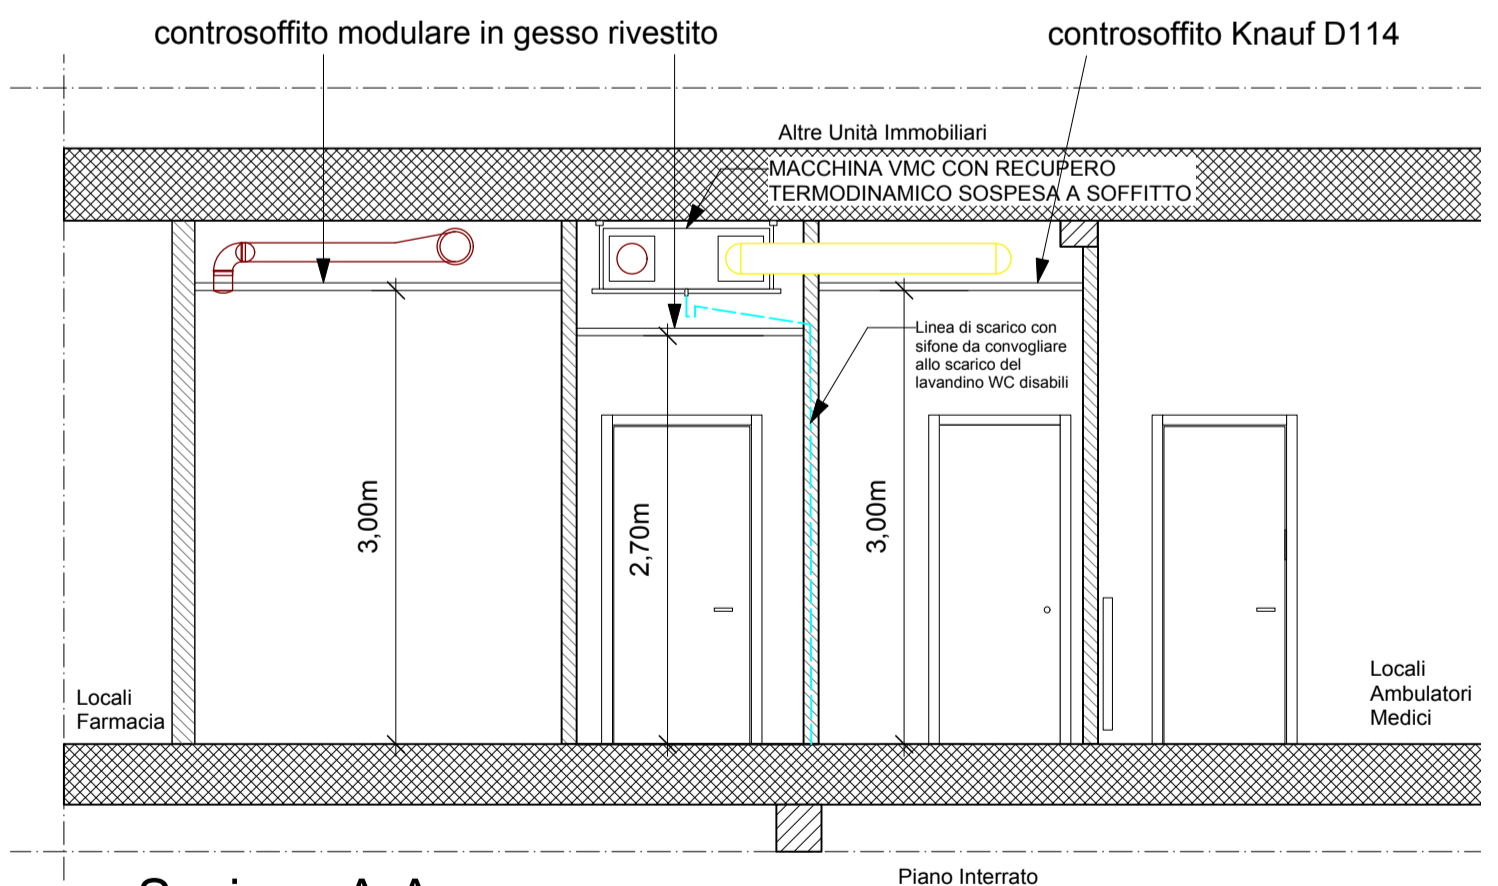 controsoffito modulare in gesso rivestito
controsoffito Knauf D114
Altre Unità Immobiliari
MACCHINA VMC CON RECUPERO
TERMODINAMICO SOSPESA A SOFFITTO
Linea di scarico con
sifone da convogliare
allo scarico del
lavandino WC disabili
3,00m
2,70m
3,00m
Locali
Farmacia
Locali
Ambulatori
Medici
Piano Interrato
Sezione A-A